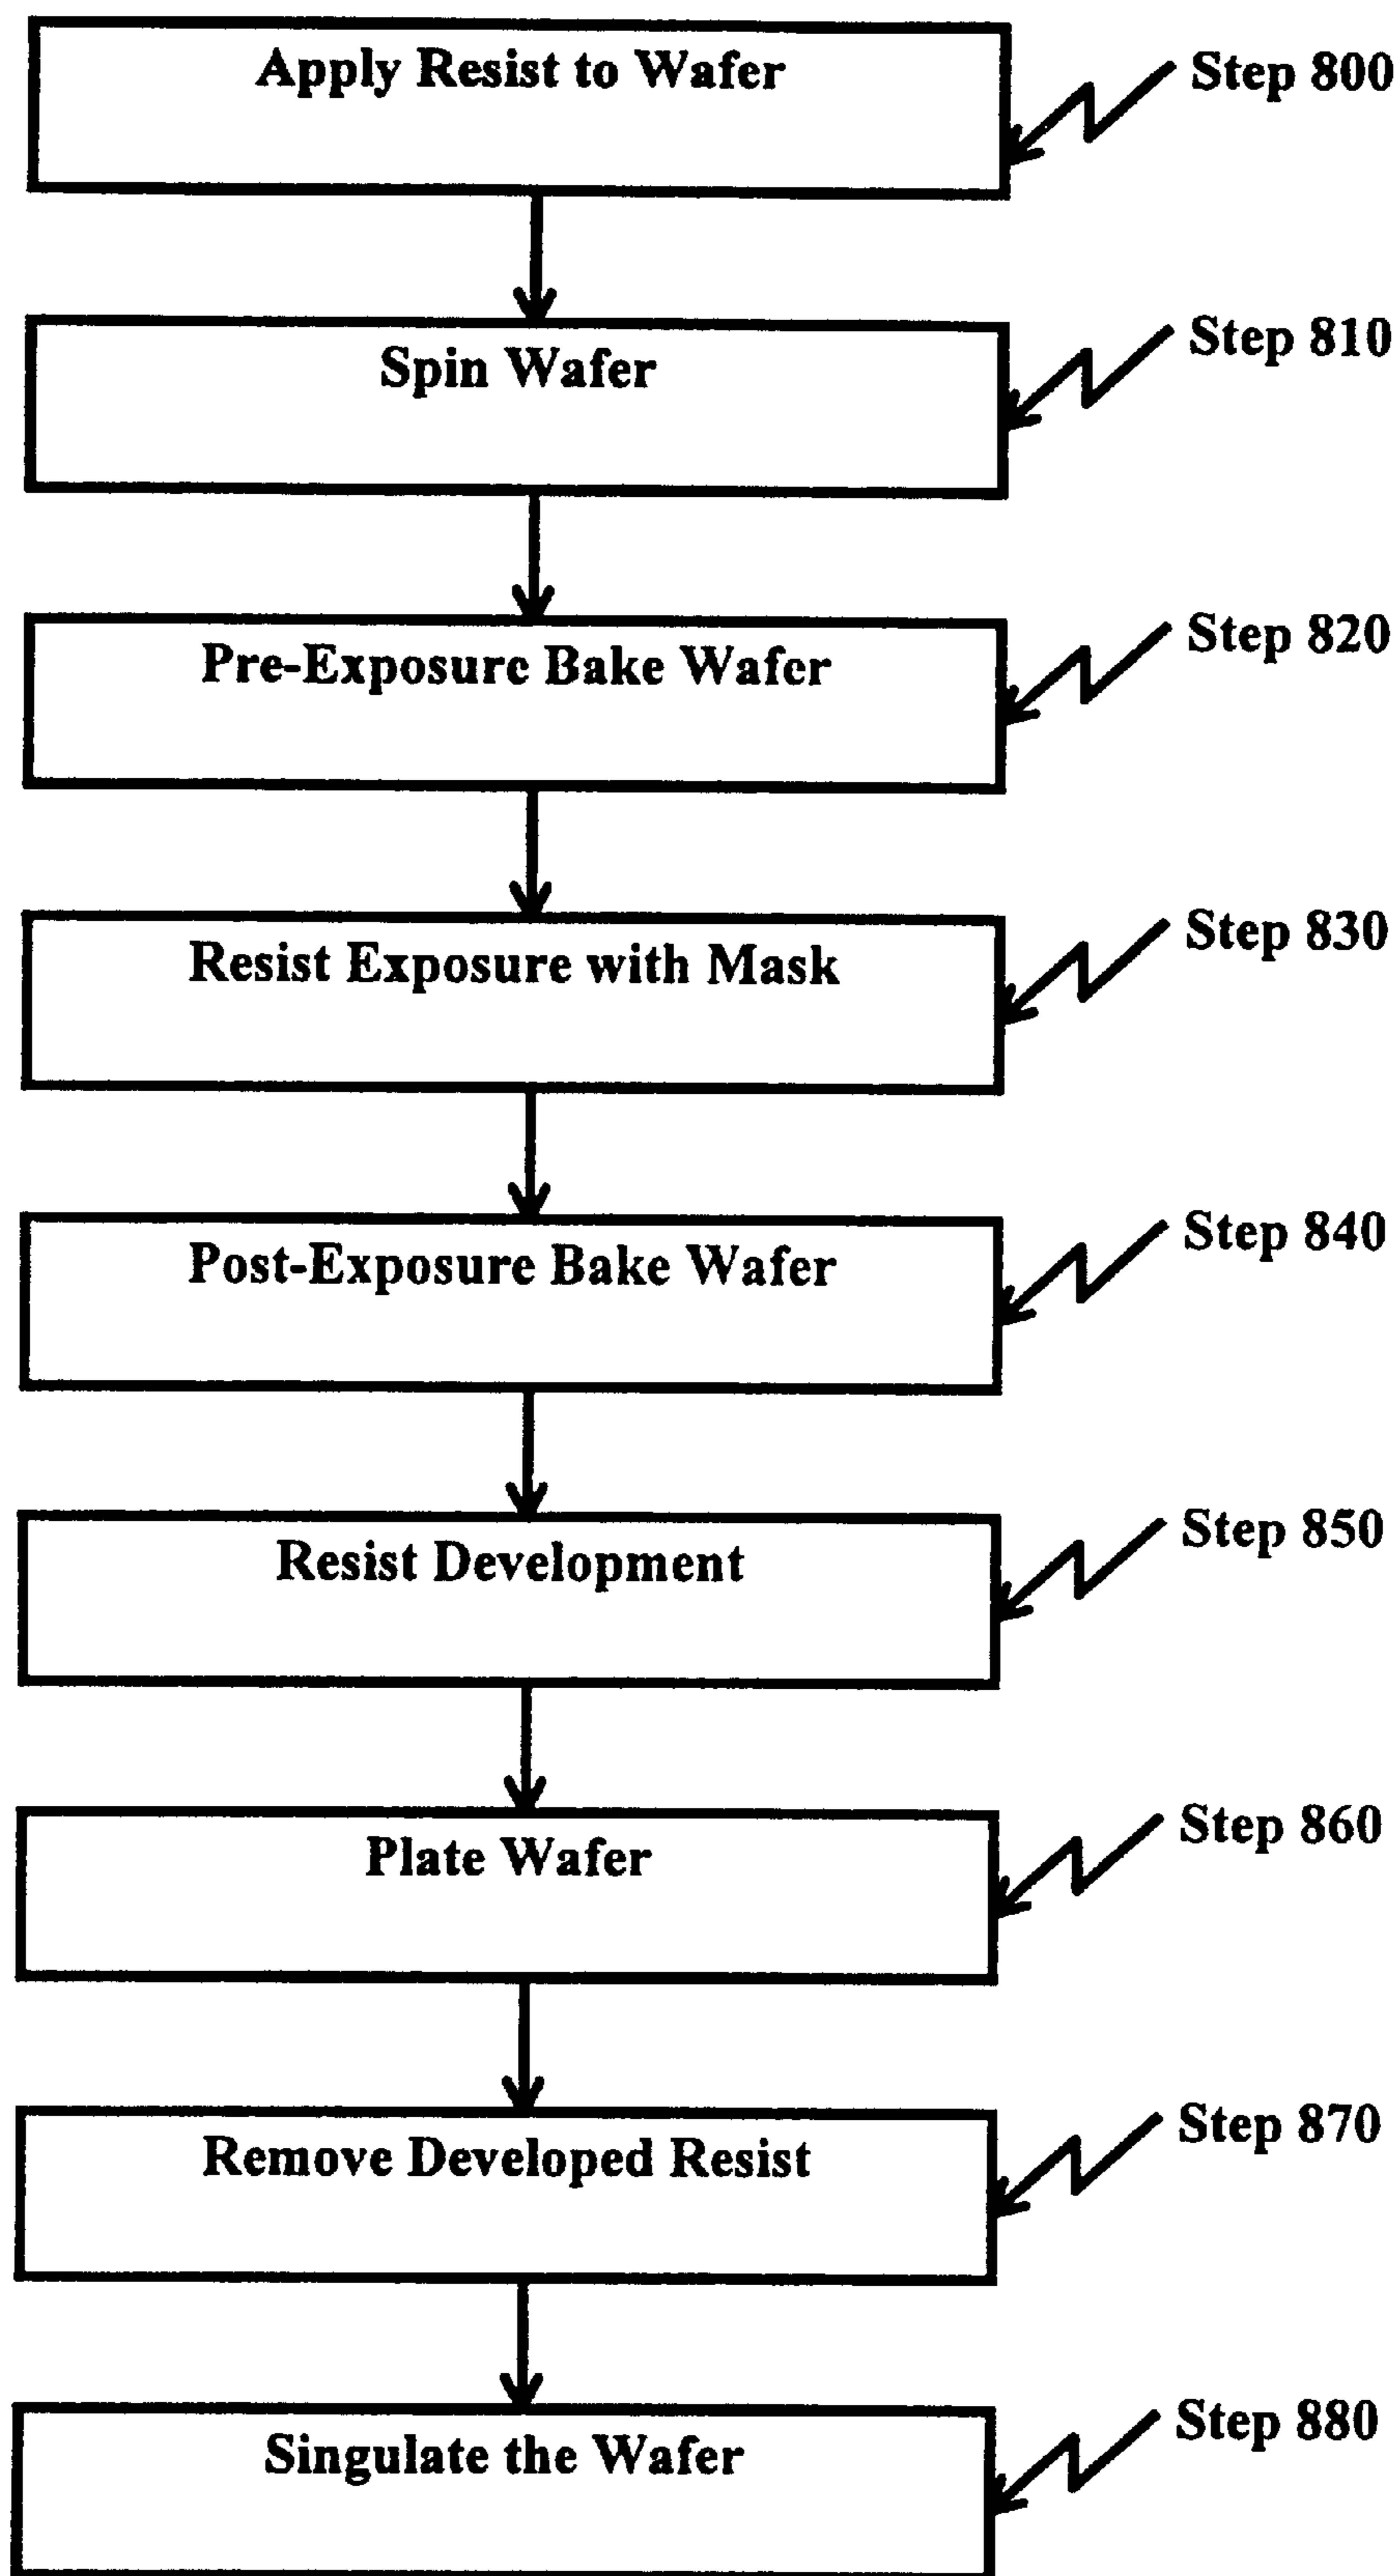 Apply Resist to Wafer
Step 800
Spin Wafer
Step 810
Pre-Exposure Bake Wafer
Step 820
Resist Exposure with Mask
Step 830
Post-Exposure Bake Wafer
Step 840
Resist Development
Step 850
Plate Wafer
Step 860
Remove Developed Resist
Step 870
Singulate the Wafer
Step 880